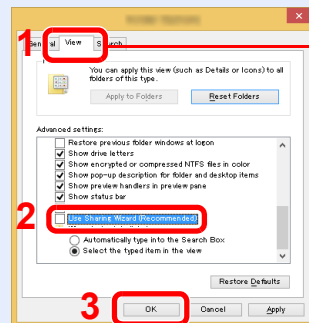 1
General View Search
You can apply this view (such as Details or Icons) to all
folders of this type.
Apply to Folders Reset Folders
Advanced settings:
Restore previous folder windows at logon
Show drive letters
Show encrypted or compressed NTFS files in color
Show pop-up description for folder and desktop items
Show preview handlers in preview pane
Show status bar
2
Use Sharing Wizard (Recommended)
Automatically type into the Search Box
Select the typed item in the view
Restore Defaults
3
OK Cancel Apply